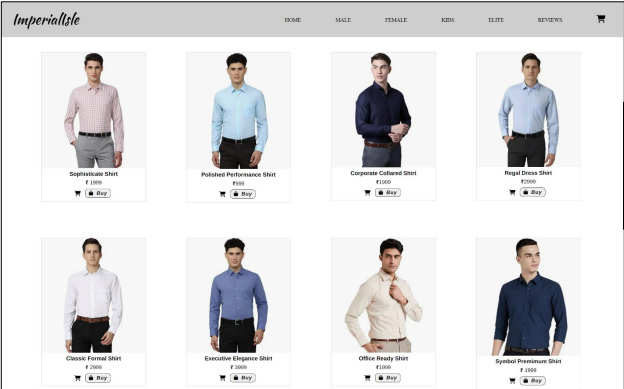 ImperialIsle
HOME MALE FEMALE KIDS ELITE REVIEWS
Sophisticate Shirt
₹ 1999
Buy
Polished Performance Shirt
₹999
Buy
Corporate Collared Shirt
₹1999
Buy
Regal Dress Shirt
₹2999
Buy
Classic Formal Shirt
₹ 2999
Buy
Executive Elegance Shirt
₹ 3999
Buy
Office Ready Shirt
₹1999
Buy
Symbol Premimum Shirt
₹ 1999
Buy